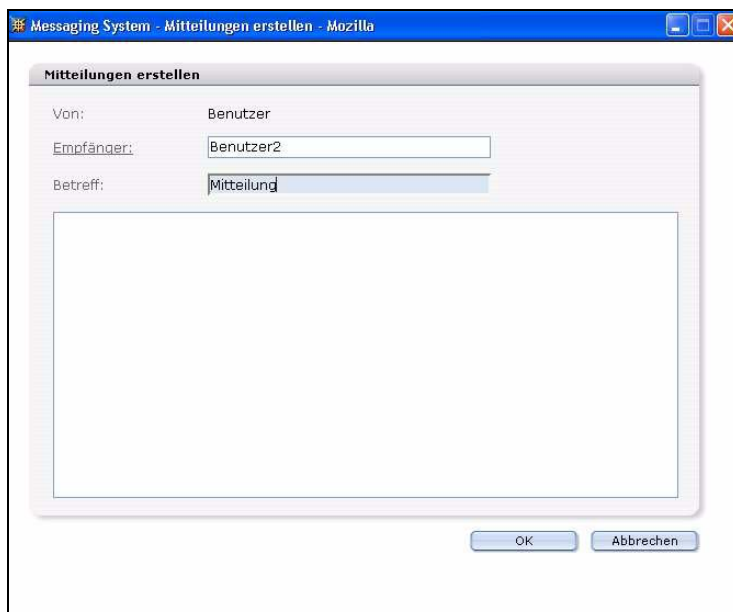 Messaging System - Mitteilungen erstellen - Mozilla
Mitteilungen erstellen
Von: Benutzer
Empfänger: Benutzer2
Betreff: Mitteilung
OK Abbrechen